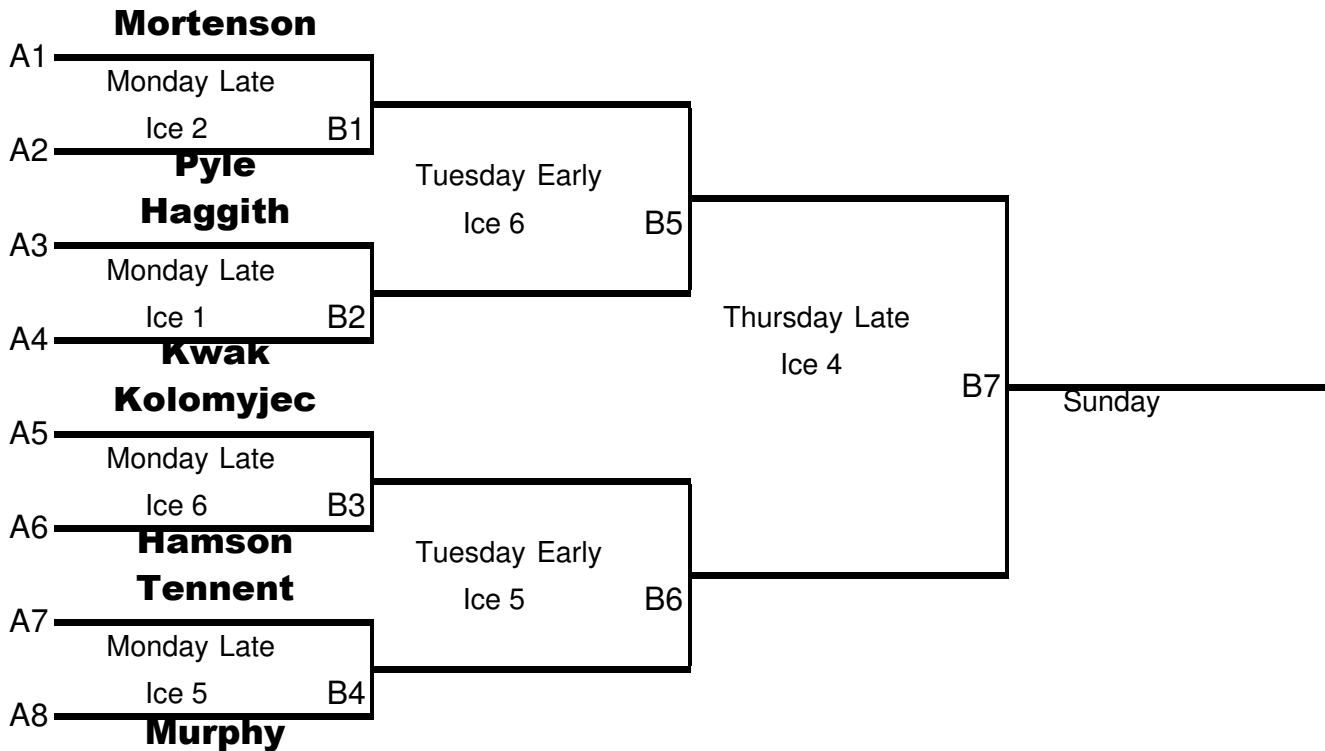 Mortenson
A1
Monday Late
Ice 2 B1
A2
Pyle
Tuesday Early
Haggith
Ice 6 B5
A3
Monday Late
Ice 1 B2
Thursday Late
A4
Kwak
Ice 4
Kolomyjec
B7
Sunday
A5
Monday Late
Ice 6 B3
A6
Hamson
Tuesday Early
Tennent
Ice 5 B6
A7
Monday Late
Ice 5 B4
A8
Murphy